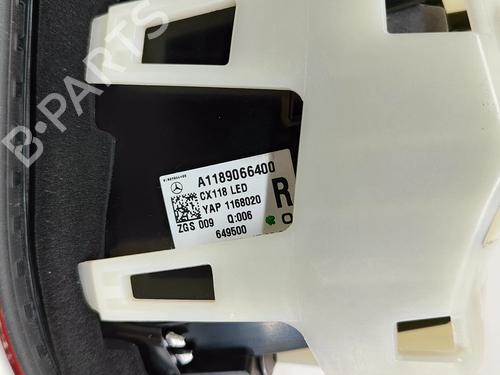 B-PARTS
A1189066400
CX118 LED
R
YAP 1168020
ZGS 009 Q:006
649500